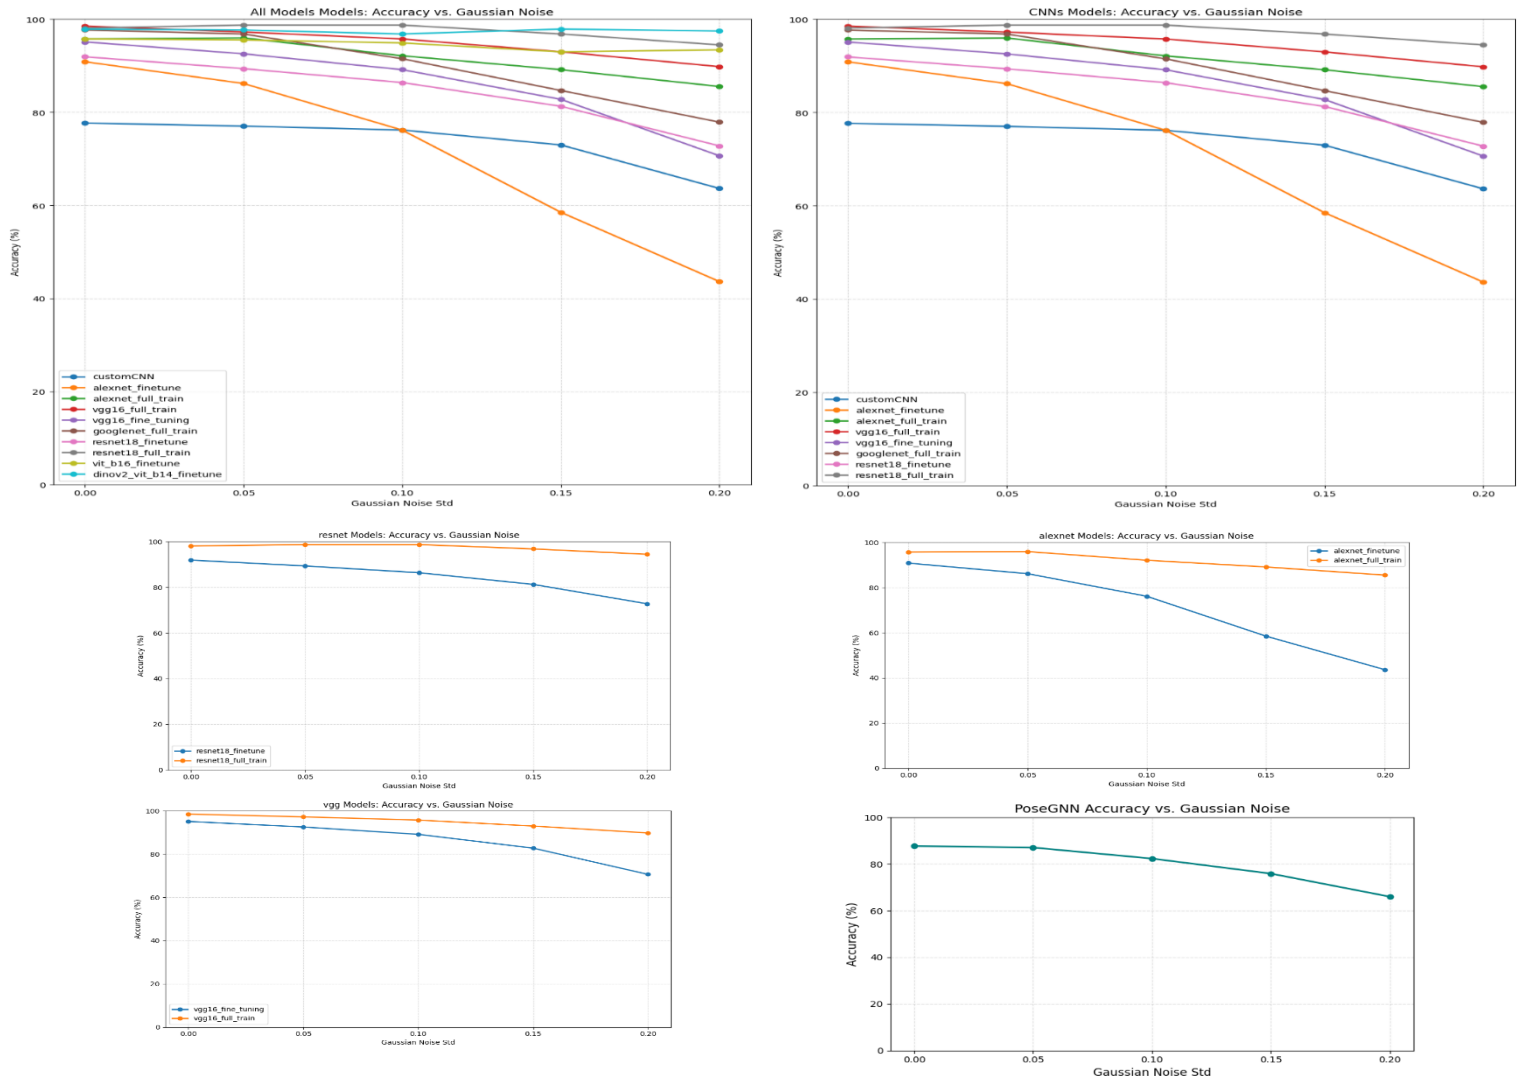 All Models Models: Accuracy vs. Gaussian Noise
100
80
60
40
20
0
Accuracy (%)
customCNN
alexnet_finetune
alexnet_full_train
vgg16_full_train
vgg16_fine_tuning
googlenet_full_train
resnet18_finetune
resnet18_full_train
vit_b16_finetune
dinov2_vit_b14_finetune
0.00 0.05 0.10 0.15 0.20
Gaussian Noise Std
CNNs Models: Accuracy vs. Gaussian Noise
100
80
60
40
20
0
Accuracy (%)
customCNN
alexnet_finetune
alexnet_full_train
vgg16_full_train
vgg16_fine_tuning
googlenet_full_train
resnet18_finetune
resnet18_full_train
0.00 0.05 0.10 0.15 0.20
Gaussian Noise Std
resnet Models: Accuracy vs. Gaussian Noise
100
80
60
40
20
0
Accuracy (%)
resnet18_finetune
resnet18_full_train
0.00 0.05 0.10 0.15 0.20
Gaussian Noise Std
alexnet Models: Accuracy vs. Gaussian Noise
100
80
60
40
20
0
Accuracy (%)
alexnet_finetune
alexnet_full_train
0.00 0.05 0.10 0.15 0.20
Gaussian Noise Std
vgg Models: Accuracy vs. Gaussian Noise
100
80
60
40
20
0
Accuracy (%)
vgg16_fine_tuning
vgg16_full_train
0.00 0.05 0.10 0.15 0.20
Gaussian Noise Std
PoseGNN Accuracy vs. Gaussian Noise
100
80
60
40
20
0
Accuracy (%)
0.00 0.05 0.10 0.15 0.20
Gaussian Noise Std